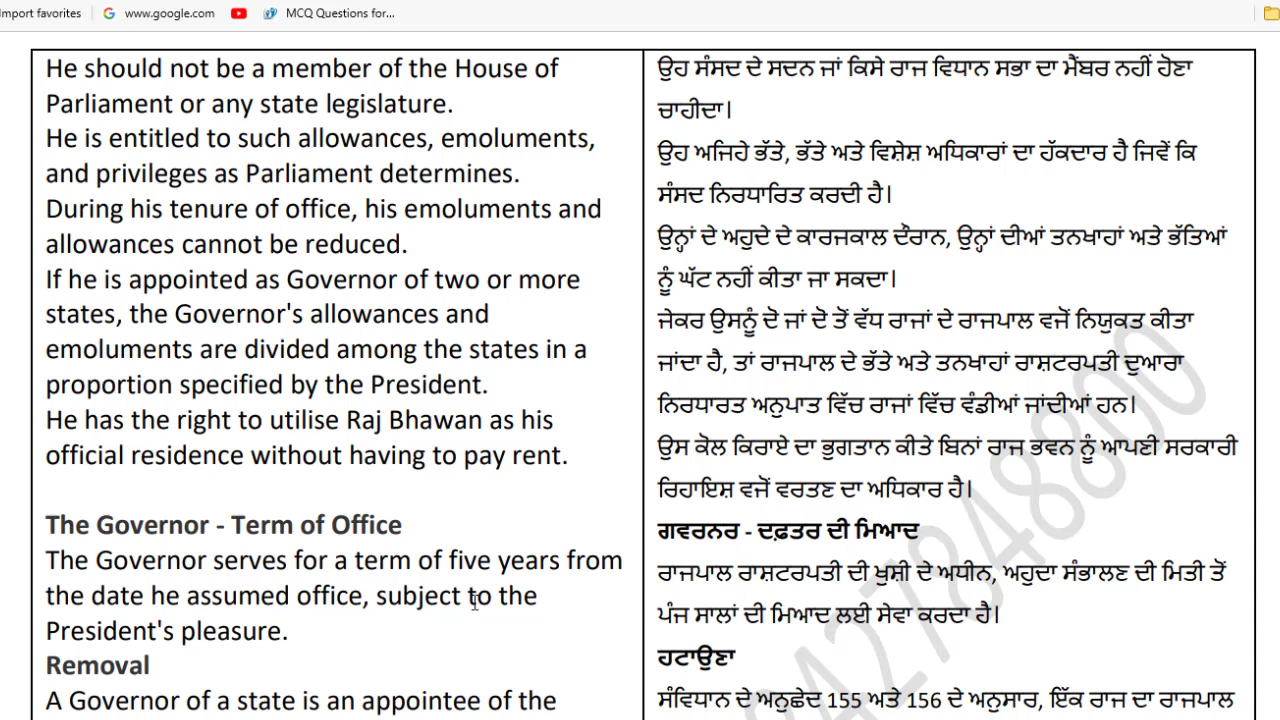 mport favorites
www.google.com
MCQ Questions for...
He should not be a member of the House of
Parliament or any state legislature.
He is entitled to such allowances, emoluments,
and privileges as Parliament determines.
During his tenure of office, his emoluments and
allowances cannot be reduced.
If he is appointed as Governor of two or more
states, the Governor's allowances and
emoluments are divided among the states in a
proportion specified by the President.
He has the right to utilise Raj Bhawan as his
official residence without having to pay rent.
The Governor - Term of Office
The Governor serves for a term of five years from
the date he assumed office, subject to the
President's pleasure.
Removal
A Governor of a state is an appointee of the
ਉਹ ਸੰਸਦ ਦੇ ਸਦਨ ਜਾਂ ਕਿਸੇ ਰਾਜ ਵਿਧਾਨ ਸਭਾ ਦਾ ਮੈਂਬਰ ਨਹੀਂ ਹੋਣਾ
ਚਾਹੀਦਾ।
ਉਹ ਅਜਿਹੇ ਭੱਤੇ, ਭੱਤੇ ਅਤੇ ਵਿਸ਼ੇਸ਼ ਅਧਿਕਾਰਾਂ ਦਾ ਹੱਕਦਾਰ ਹੈ ਜਿਵੇਂ ਕਿ
ਸੰਸਦ ਨਿਰਧਾਰਿਤ ਕਰਦੀ ਹੈ।
ਉਨ੍ਹਾਂ ਦੇ ਅਹੁਦੇ ਦੇ ਕਾਰਜਕਾਲ ਦੌਰਾਨ, ਉਨ੍ਹਾਂ ਦੀਆਂ ਤਨਖਾਹਾਂ ਅਤੇ ਭੱਤਿਆਂ
ਨੂੰ ਘੱਟ ਨਹੀਂ ਕੀਤਾ ਜਾ ਸਕਦਾ।
ਜੇਕਰ ਉਸਨੂੰ ਦੋ ਜਾਂ ਦੋ ਤੋਂ ਵੱਧ ਰਾਜਾਂ ਦੇ ਰਾਜਪਾਲ ਵਜੋਂ ਨਿਯੁਕਤ ਕੀਤਾ
ਜਾਂਦਾ ਹੈ, ਤਾਂ ਰਾਜਪਾਲ ਦੇ ਭੱਤੇ ਅਤੇ ਤਨਖਾਹਾਂ ਰਾਸ਼ਟਰਪਤੀ ਦੁਆਰਾ
ਨਿਰਧਾਰਤ ਅਨੁਪਾਤ ਵਿੱਚ ਰਾਜਾਂ ਵਿੱਚ ਵੰਡੀਆਂ ਜਾਂਦੀਆਂ ਹਨ।
ਉਸ ਕੋਲ ਕਿਰਾਏ ਦਾ ਭੁਗਤਾਨ ਕੀਤੇ ਬਿਨਾਂ ਰਾਜ ਭਵਨ ਨੂੰ ਆਪਣੀ ਸਰਕਾਰੀ
ਰਿਹਾਇਸ਼ ਵਜੋਂ ਵਰਤਣ ਦਾ ਅਧਿਕਾਰ ਹੈ।
ਗਵਰਨਰ - ਦਫ਼ਤਰ ਦੀ ਮਿਆਦ
ਰਾਜਪਾਲ ਰਾਸ਼ਟਰਪਤੀ ਦੀ ਖੁਸ਼ੀ ਦੇ ਅਧੀਨ, ਅਹੁਦਾ ਸੰਭਾਲਣ ਦੀ ਮਿਤੀ ਤੋਂ
ਪੰਜ ਸਾਲਾਂ ਦੀ ਮਿਆਦ ਲਈ ਸੇਵਾ ਕਰਦਾ ਹੈ।
ਹਟਾਉਣਾ
ਸੰਵਿਧਾਨ ਦੇ ਅਨੁਛੇਦ 155 ਅਤੇ 156 ਦੇ ਅਨੁਸਾਰ, ਇੱਕ ਰਾਜ ਦਾ ਰਾਜਪਾਲ